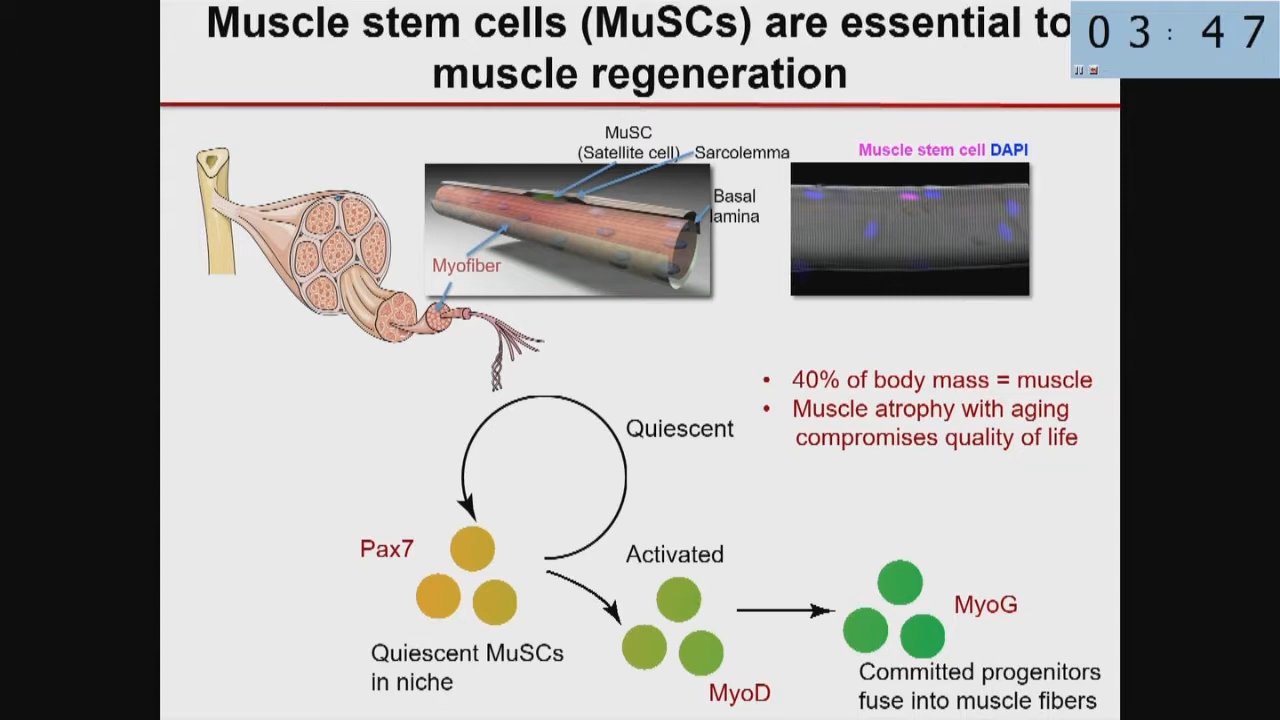 Muscle stem cells (MuSCs) are essential to
muscle regeneration
03:47
MuSC
(Satellite cell)
Sarcolemma
Basal
lamina
Myofiber
Muscle stem cell DAPI
• 40% of body mass = muscle
• Muscle atrophy with aging
compromises quality of life
Quiescent
Pax7
Activated
MyoG
Quiescent MuSCs
in niche
MyoD
Committed progenitors
fuse into muscle fibers